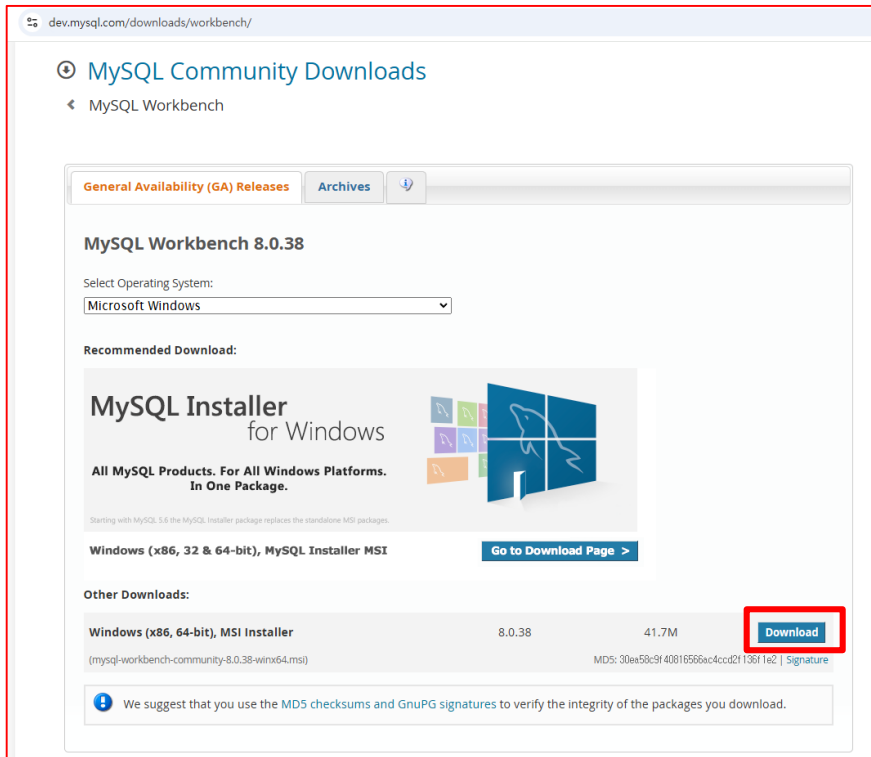 dev.mysql.com/downloads/workbench/
MySQL Community Downloads
MySQL Workbench
General Availability (GA) Releases
Archives
MySQL Workbench 8.0.38
Select Operating System:
Microsoft Windows
Recommended Download:
MySQL Installer
for Windows
All MySQL Products. For All Windows Platforms.
In One Package.
Starting with MySQL 5.6 the MySQL Installer package replaces the standalone MSI packages.
Windows (x86, 32 & 64-bit), MySQL Installer MSI
Go to Download Page >
Other Downloads:
Windows (x86, 64-bit), MSI Installer 8.0.38 41.7M Download
(mysql-workbench-community-8.0.38-winx64.msi) MD5: 30ea58c9f40816566ac4ccd2f136f1e2 | Signature
We suggest that you use the MD5 checksums and GnuPG signatures to verify the integrity of the packages you download.